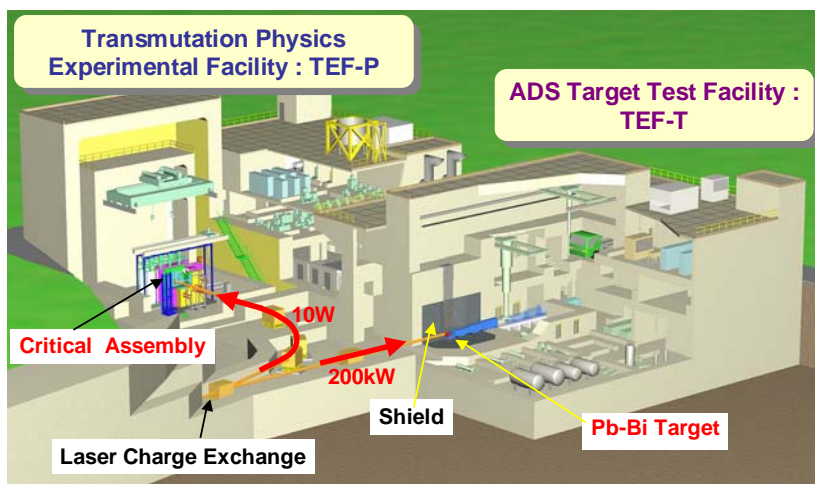 Transmutation Physics
Experimental Facility : TEF-P
ADS Target Test Facility :
TEF-T
10W
Critical Assembly
200kW
Shield
Pb-Bi Target
Laser Charge Exchange